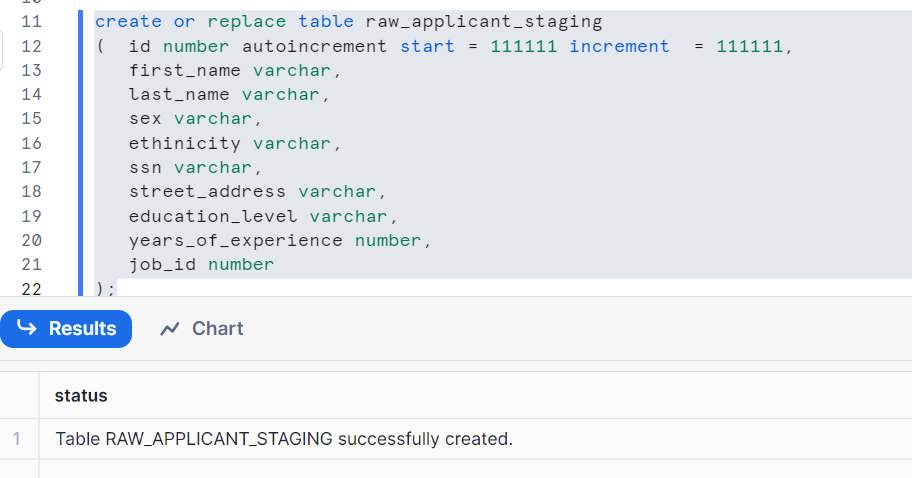 11 create or replace table raw_applicant_staging
12 ( id number autoincrement start = 111111 increment = 111111,
13 first_name varchar,
14 last_name varchar,
15 sex varchar,
16 ethinicity varchar,
17 ssn varchar,
18 street_address varchar,
19 education_level varchar,
20 years_of_experience number,
21 job_id number
22 );
Results Chart
status
1 Table RAW_APPLICANT_STAGING successfully created.